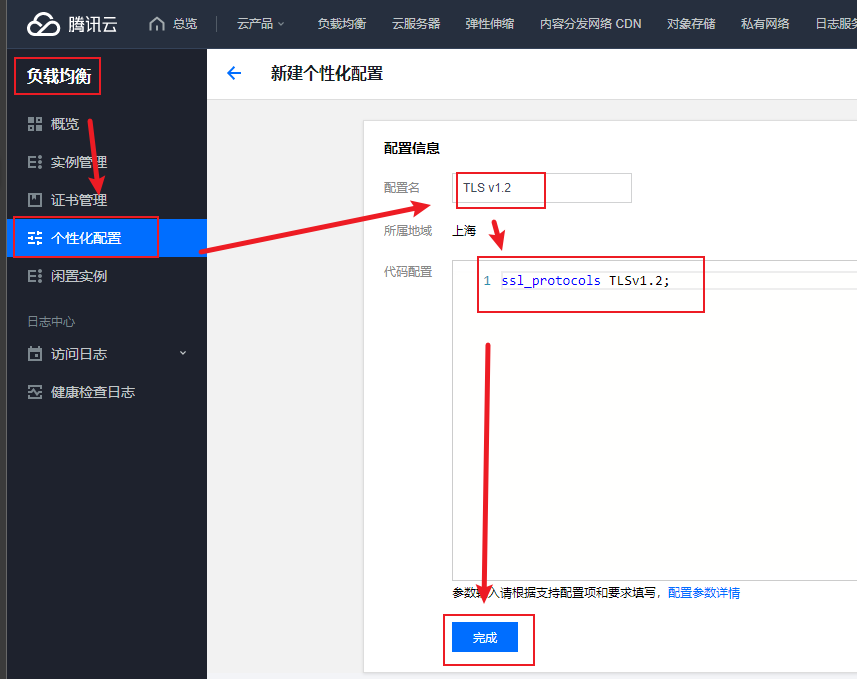 腾讯云 总览 云产品 负载均衡 云服务器 弹性伸缩 内容分发网络 CDN 对象存储 私有网络 日志服务
负载均衡
新建个性化配置
概览
实例管理
证书管理
个性化配置
闲置实例
日志中心
访问日志
健康检查日志
配置信息
配置名 TLS v1.2
所属地域 上海
代码配置
1 ssl_protocols TLSv1.2;
参数输入请根据支持配置项和要求填写，配置参数详情
完成